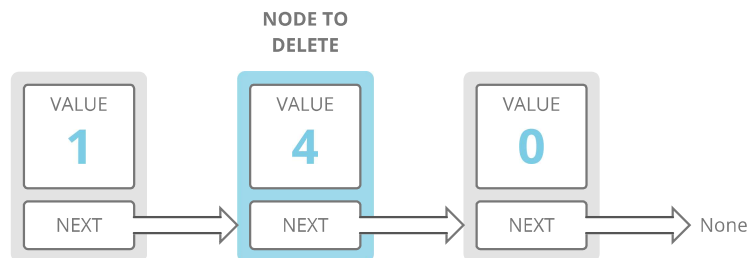 NODE TO
DELETE
VALUE
1
NEXT
VALUE
4
NEXT
VALUE
0
NEXT
None